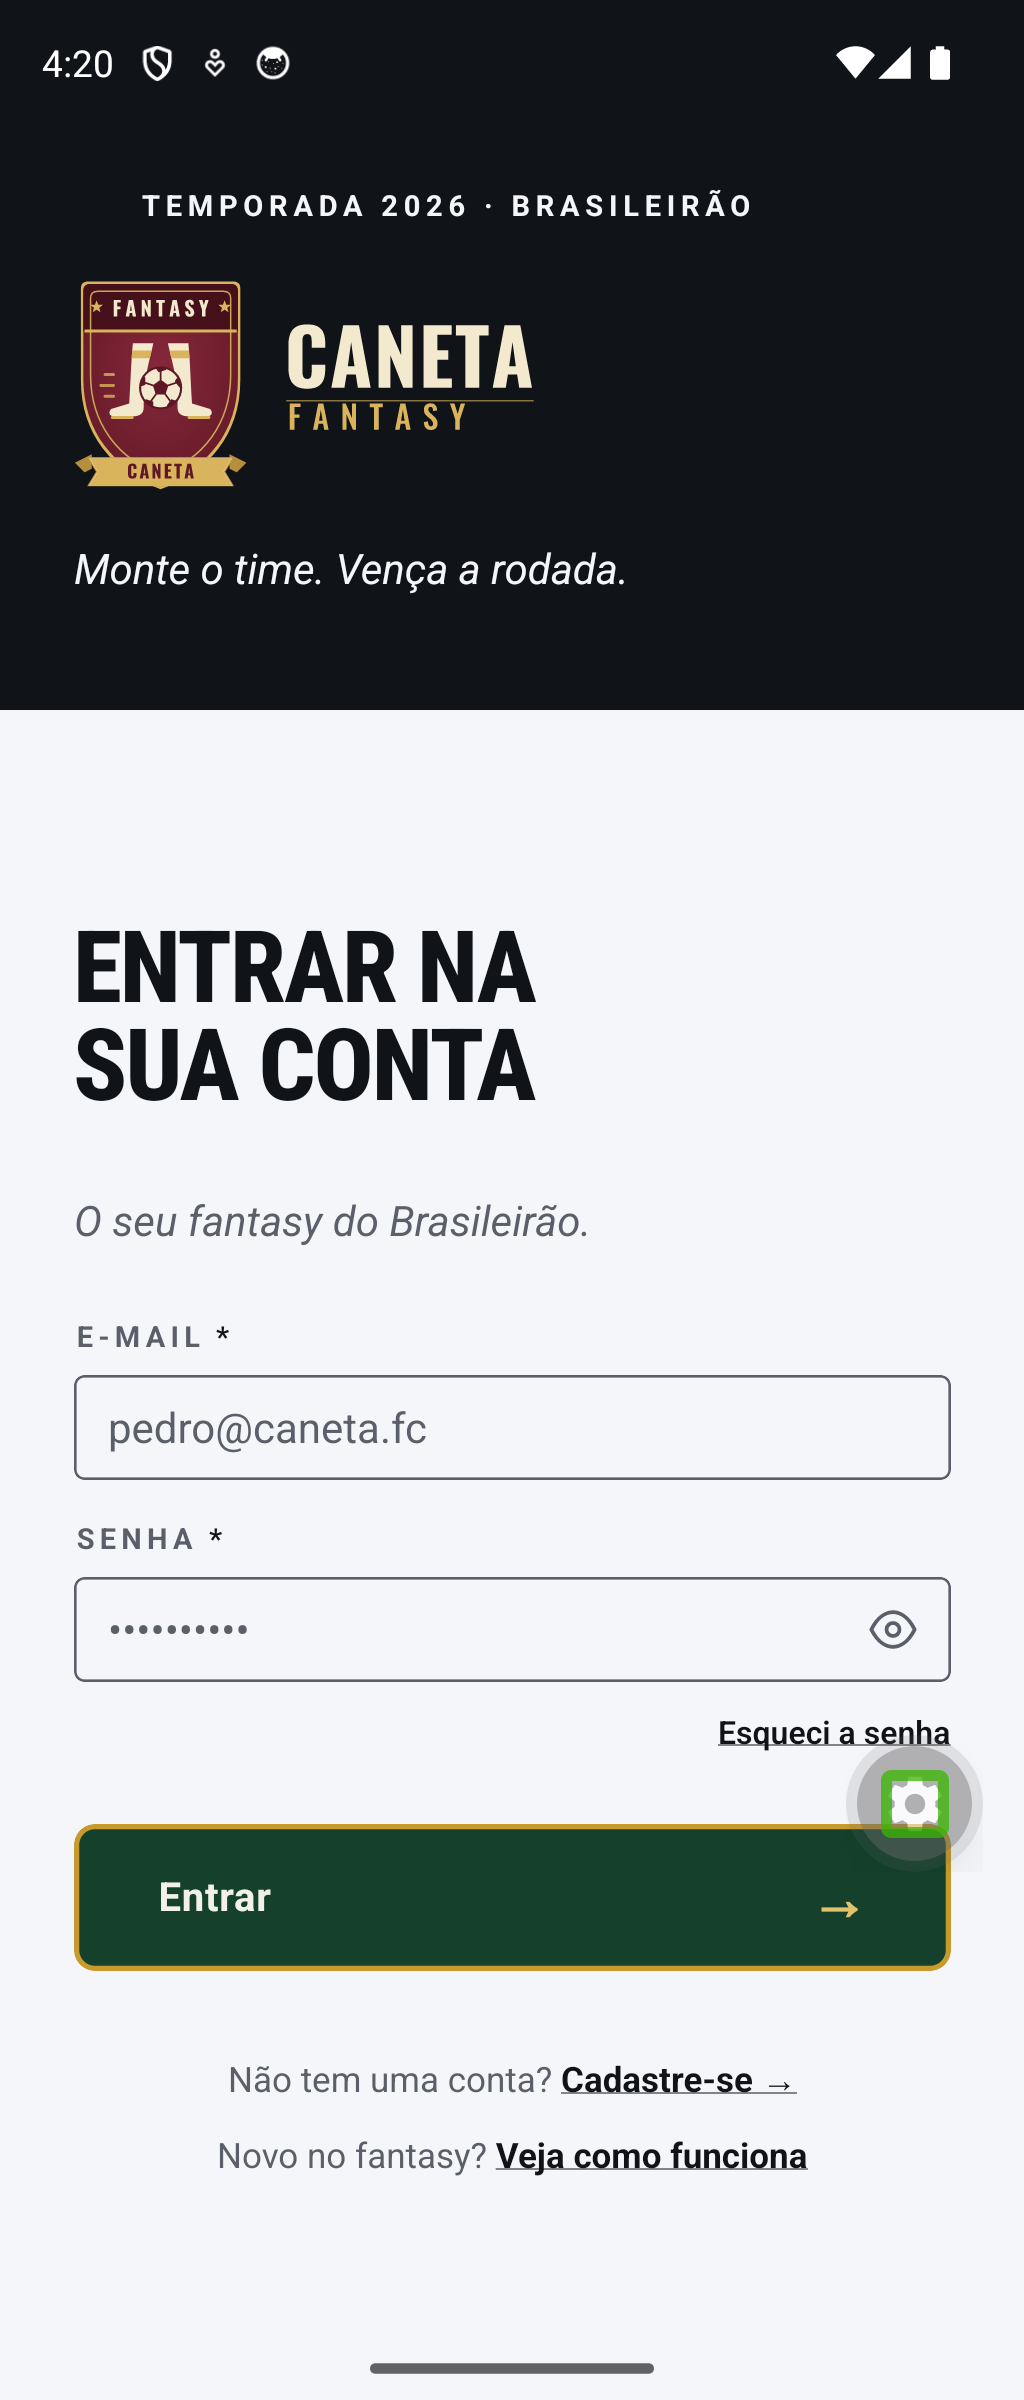 4:20
TEMPORADA 2026 · BRASILEIRÃO
FANTASY
CANETA
CANETA
FANTASY
Monte o time. Vença a rodada.
ENTRAR NA
SUA CONTA
O seu fantasy do Brasileirão.
E-MAIL *
pedro@caneta.fc
SENHA *
••••••••••
Esqueci a senha
Entrar →
Não tem uma conta? Cadastre-se →
Novo no fantasy? Veja como funciona